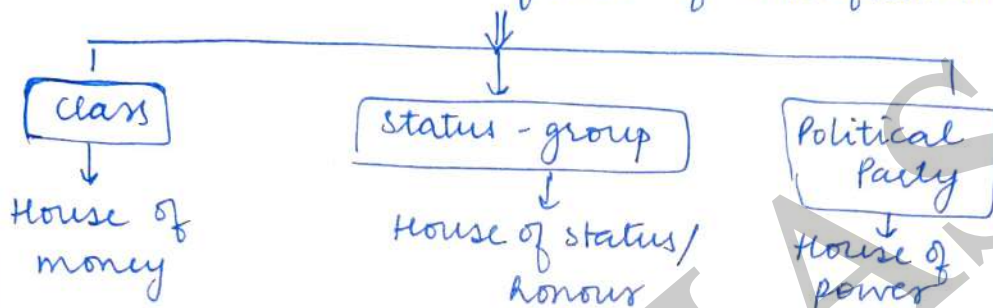 class
status - group
Political
Party
House of
money
House of status/
honour
House of
power